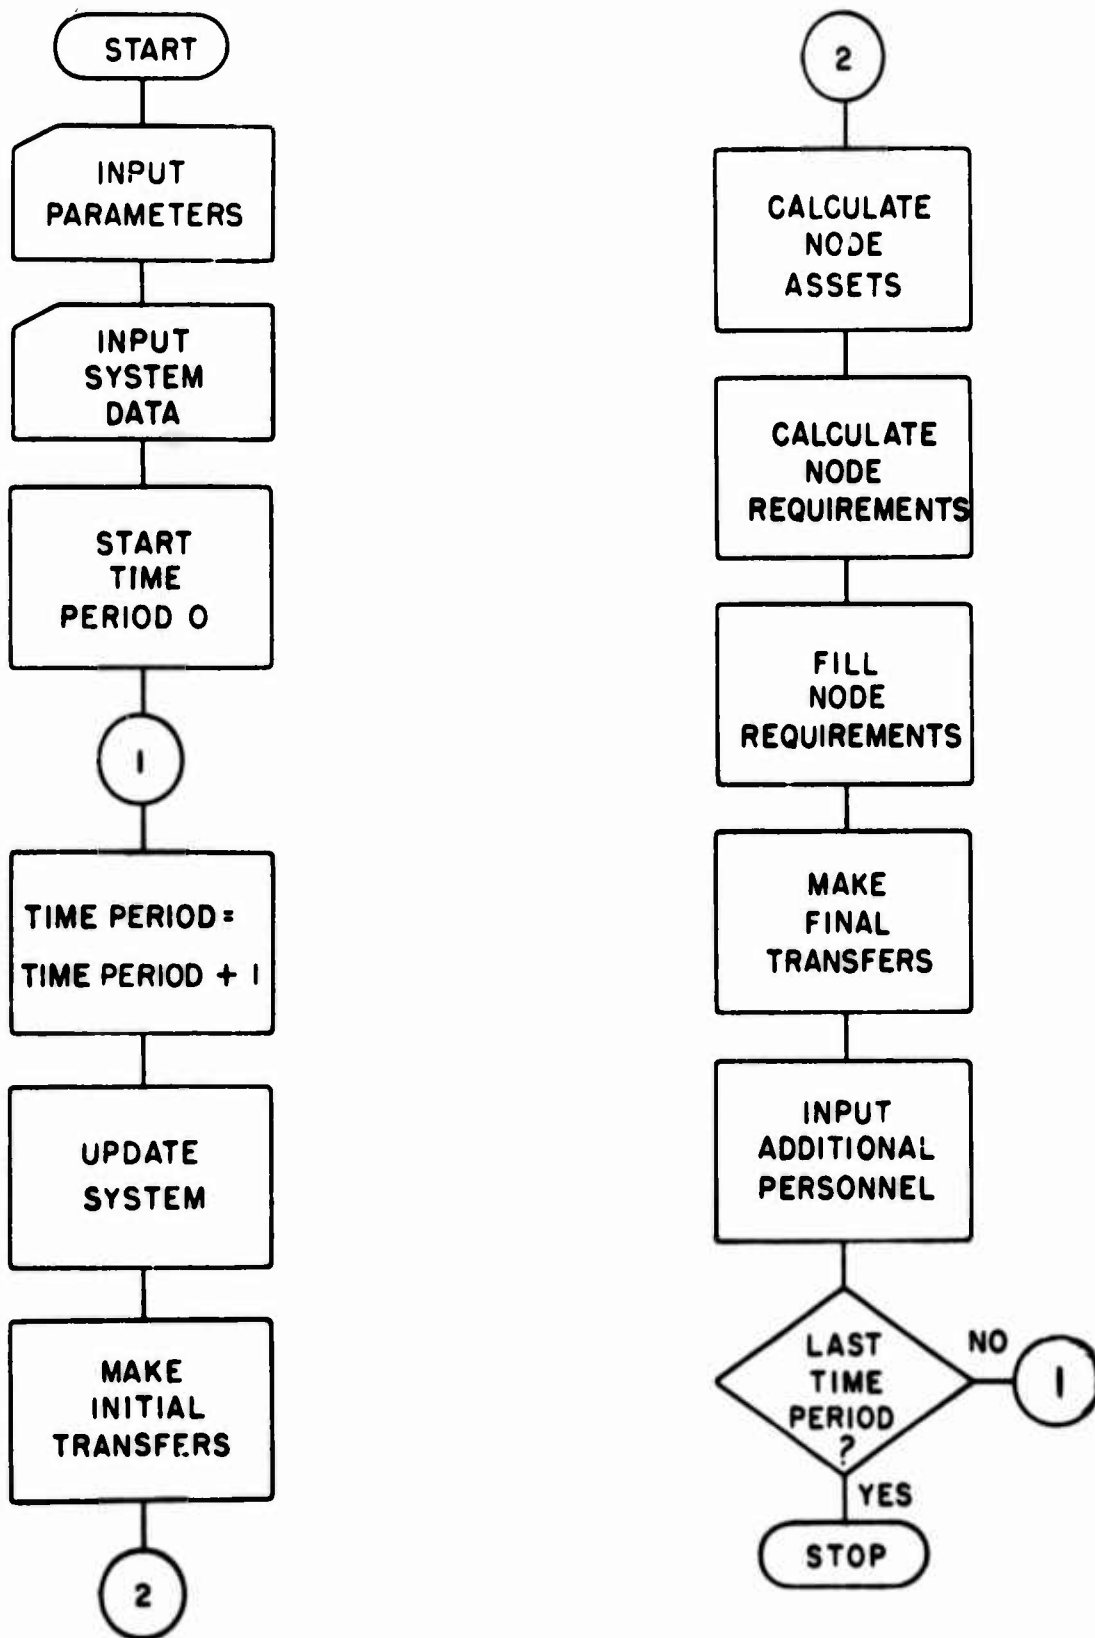 START
INPUT
PARAMETERS
INPUT
SYSTEM
DATA
START
TIME
PERIOD 0
1
TIME PERIOD =
TIME PERIOD + 1
UPDATE
SYSTEM
MAKE
INITIAL
TRANSFERS
2
2
CALCULATE
NODE
ASSETS
CALCULATE
NODE
REQUIREMENTS
FILL
NODE
REQUIREMENTS
MAKE
FINAL
TRANSFERS
INPUT
ADDITIONAL
PERSONNEL
LAST
TIME
PERIOD
?
NO
1
YES
STOP